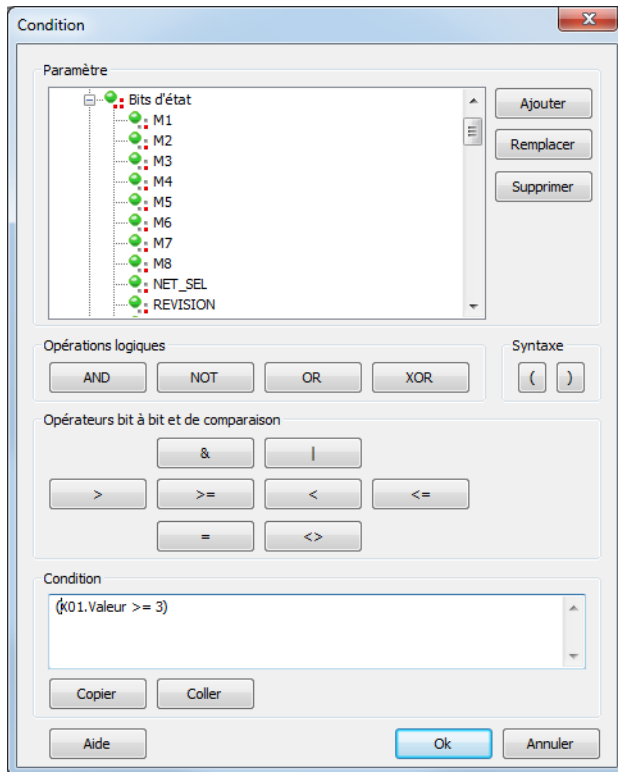 Condition
Paramètre
Bits d'état
M1
M2
M3
M4
M5
M6
M7
M8
NET_SEL
REVISION
Ajouter
Remplacer
Supprimer
Opérations logiques
AND NOT OR XOR
Syntaxe
( )
Opérateurs bit à bit et de comparaison
& |
> >= < <=
= <>
Condition
(K01.Valeur >= 3)
Copier Coller
Aide Ok Annuler